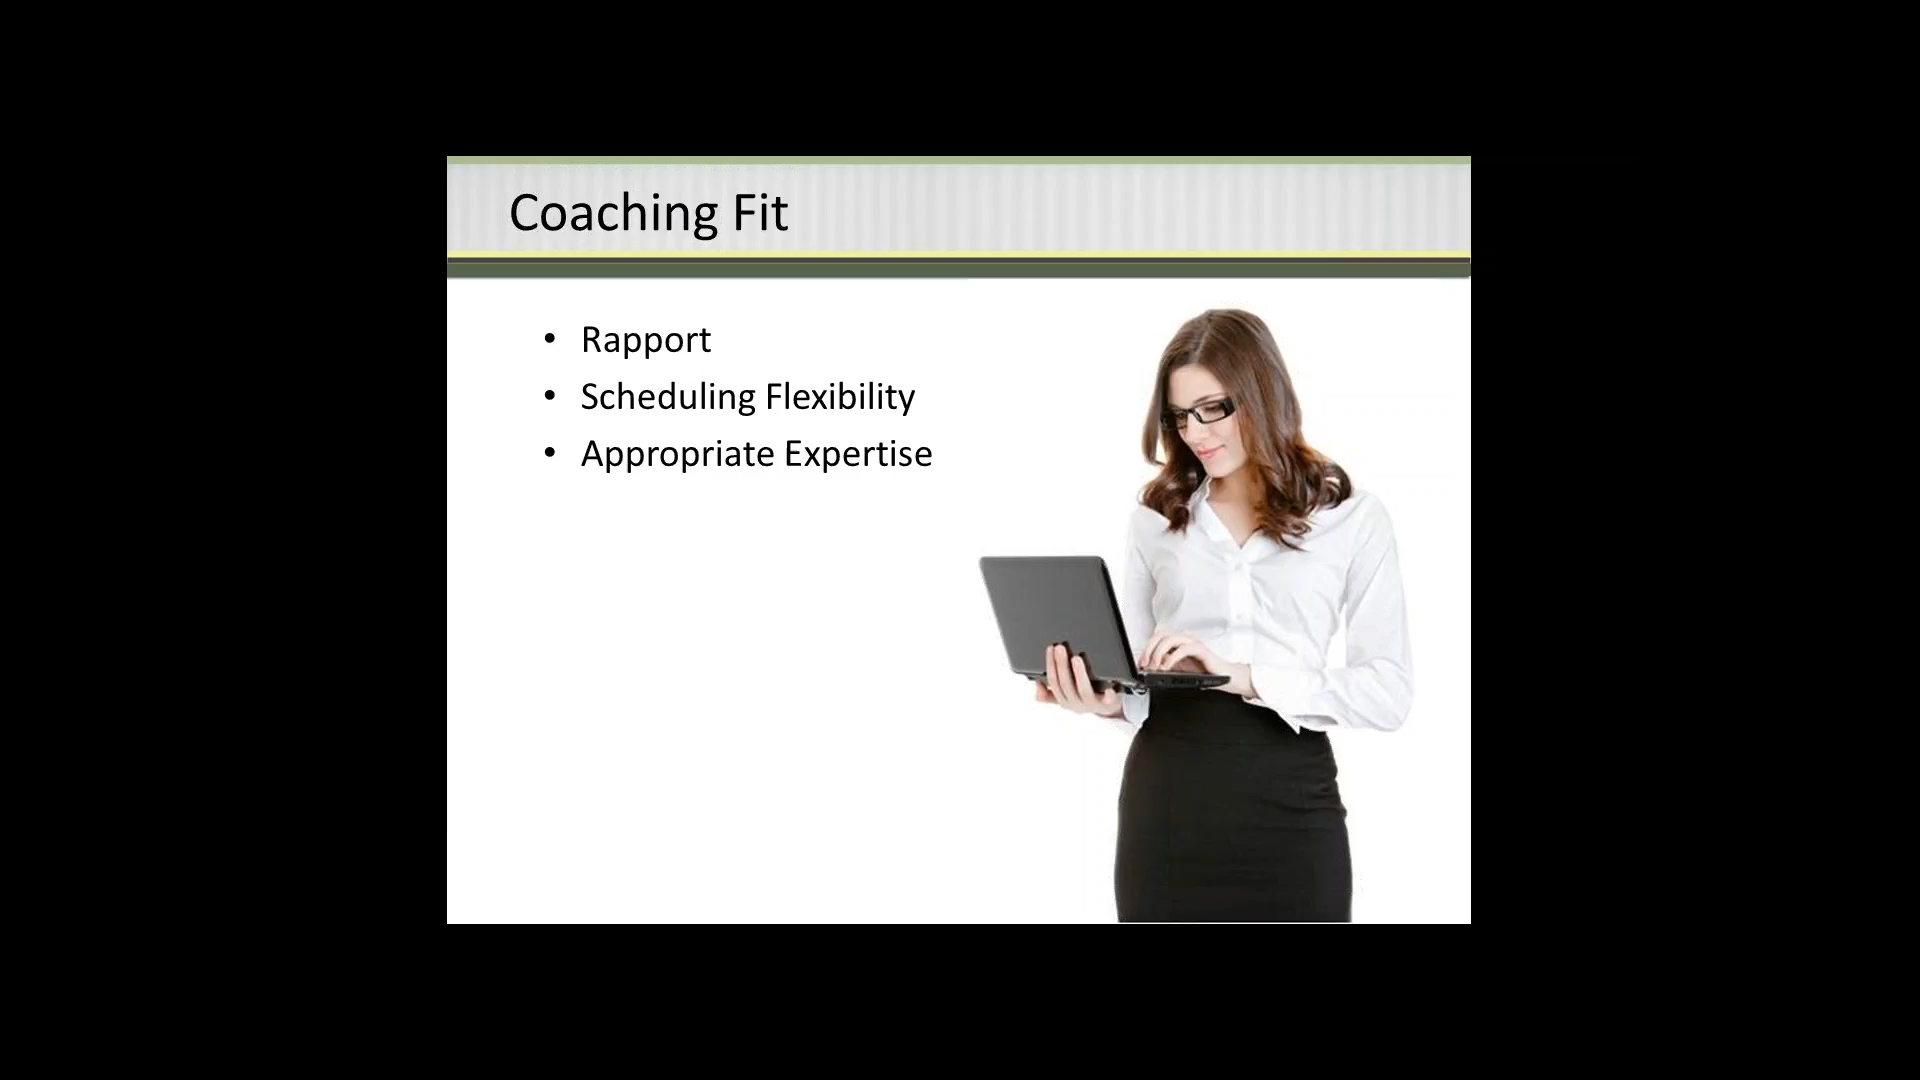 Coaching Fit
• Rapport
• Scheduling Flexibility
• Appropriate Expertise